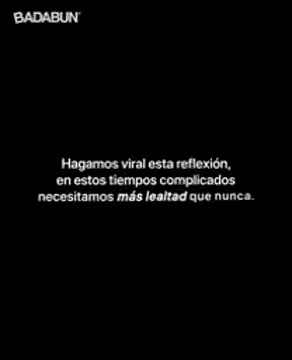 BADABUN
Hagamos viral esta reflexión,
en estos tiempos complicados
necesitamos más lealtad que nunca.